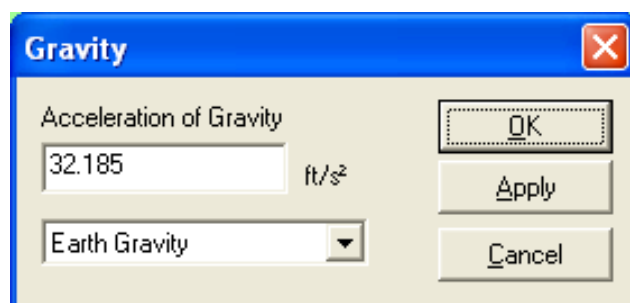 Gravity
Acceleration of Gravity
32.185
ft/s²
Earth Gravity
OK
Apply
Cancel